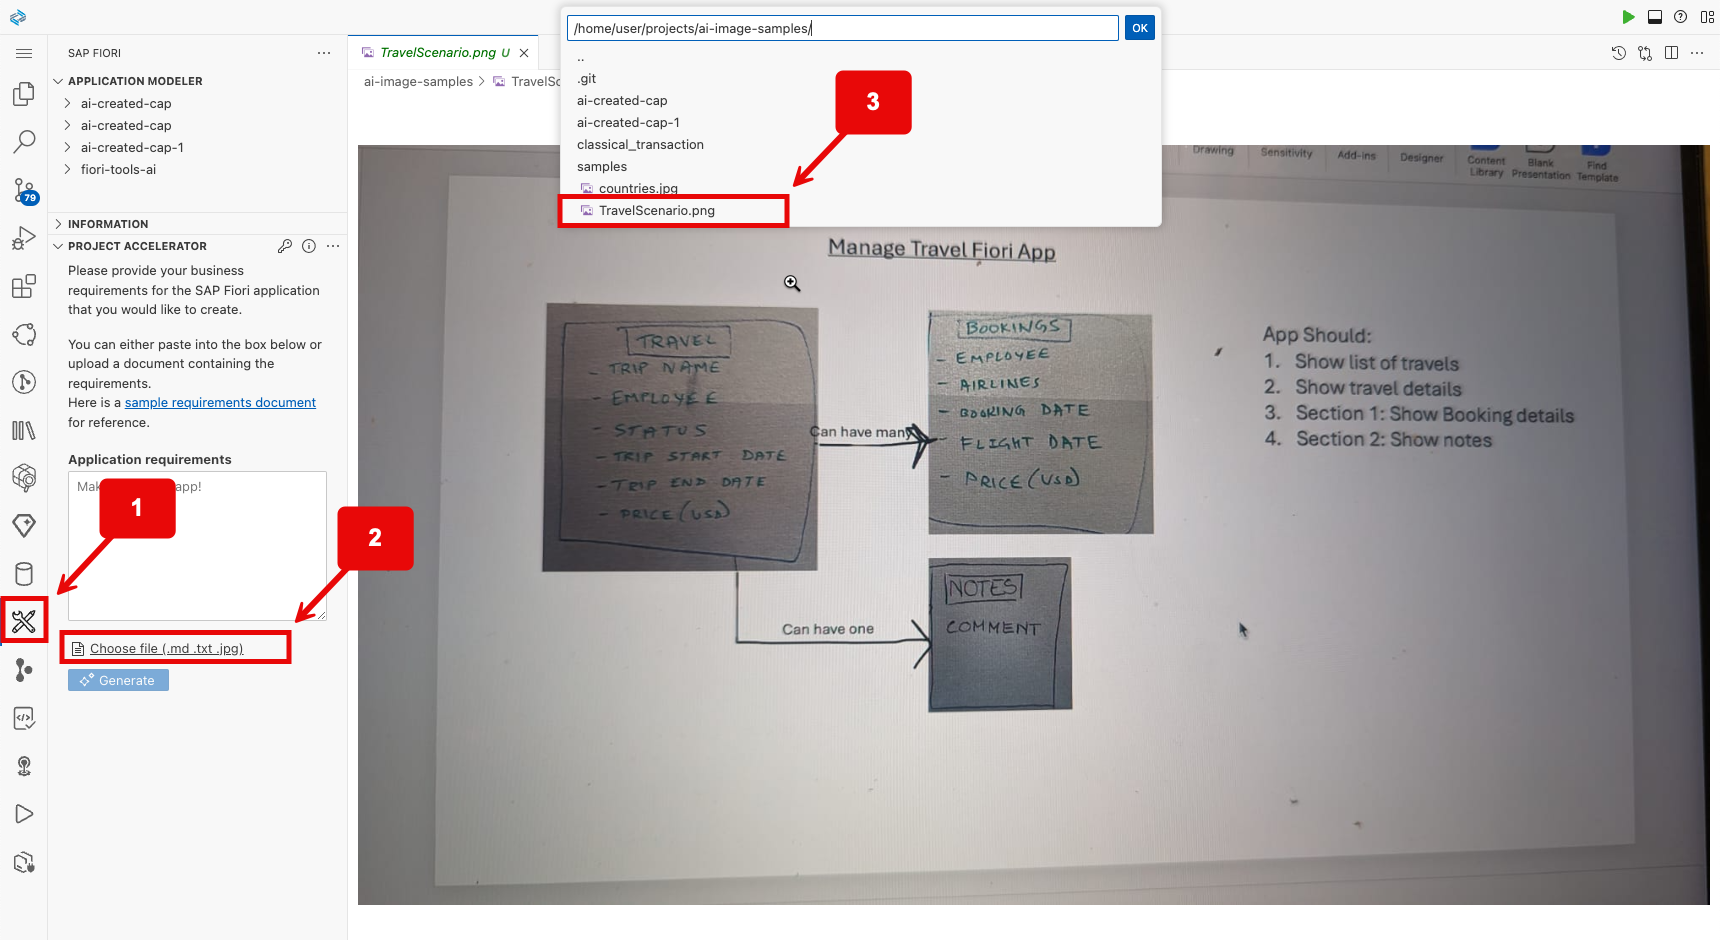 /home/user/projects/ai-image-samples/
OK
..
.git
ai-created-cap
ai-created-cap-1
classical_transaction
samples
countries.jpg
TravelScenario.png
3
SAP FIORI
APPLICATION MODELER
ai-created-cap
ai-created-cap
ai-created-cap-1
fiori-tools-ai
INFORMATION
PROJECT ACCELERATOR
Please provide your business
requirements for the SAP Fiori application
that you would like to create.
You can either paste into the box below or
upload a document containing the
requirements.
Here is a sample requirements document
for reference.
Application requirements
app!
1
2
Choose file (.md .txt .jpg)
Generate
79
TravelScenario.png U
ai-image-samples
Drawing
Sensitivity
Add-ins
Designer
Content
Library
Blank
Presentation
Find
Template
Manage Travel Fiori App
TRAVEL
- TRIP NAME
- EMPLOYEE
- STATUS
- TRIP START DATE
- TRIP END DATE
- PRICE (USD)
Can have many
BOOKINGS
- EMPLOYEE
- AIRLINES
- BOOKING DATE
- FLIGHT DATE
- PRICE (USD)
Can have one
NOTES
COMMENT
App Should:
1. Show list of travels
2. Show travel details
3. Section 1: Show Booking details
4. Section 2: Show notes